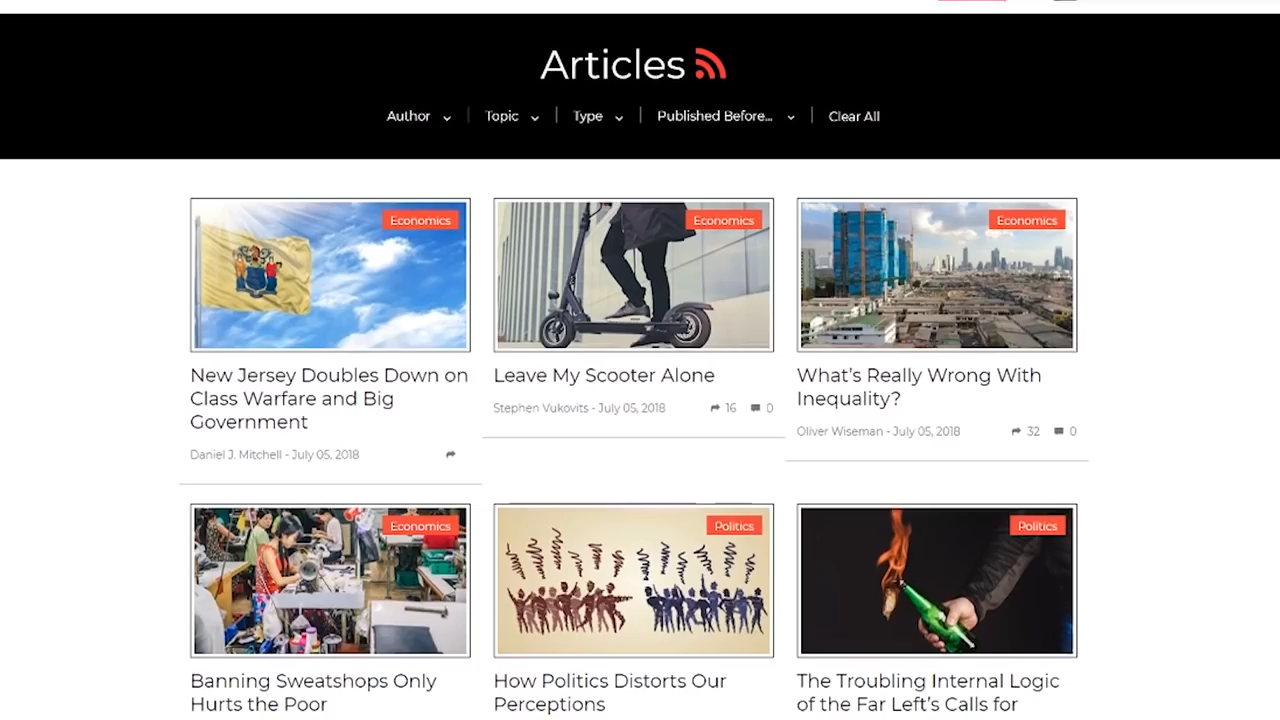 Articles
Author | Topic | Type | Published Before... | Clear All
Economics
Economics
Economics
New Jersey Doubles Down on
Class Warfare and Big
Government
Daniel J. Mitchell - July 05, 2018
Leave My Scooter Alone
Stephen Vukovits - July 05, 2018 16 0
What's Really Wrong With
Inequality?
Oliver Wiseman - July 05, 2018 32 0
Economics
Politics
Politics
Banning Sweatshops Only
Hurts the Poor
How Politics Distorts Our
Perceptions
The Troubling Internal Logic
of the Far Left's Calls for